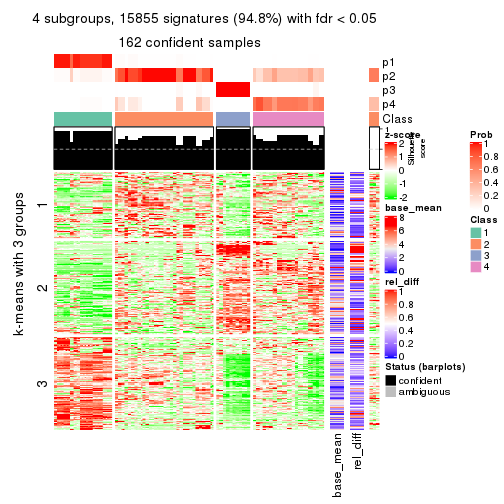 4 subgroups, 15855 signatures (94.8%) with fdr < 0.05
162 confident samples
p1
p2
p3
p4
Class
1
0
Silhouette
score
k-means with 3 groups
1
2
3
base_mean
rel_diff
z-score
2
1
0
-1
-2
base_mean
8
6
4
2
0
rel_diff
1
0.8
0.6
0.4
0.2
0
Status (barplots)
confident
ambiguous
Prob
1
0.8
0.6
0.4
0.2
0
Class
1
2
3
4